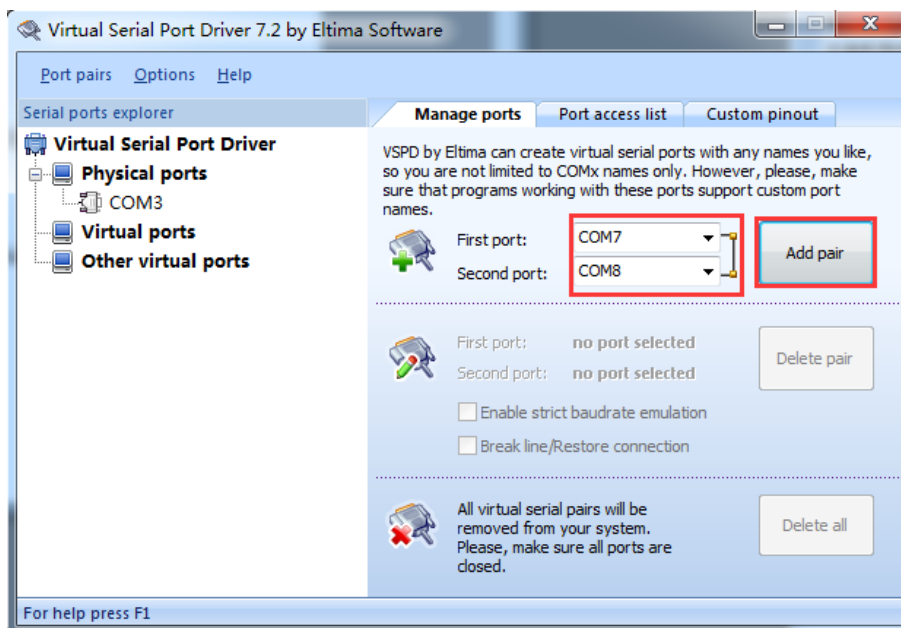 Virtual Serial Port Driver 7.2 by Eltima Software
Port pairs Options Help
Serial ports explorer
Virtual Serial Port Driver
Physical ports
COM3
Virtual ports
Other virtual ports
Manage ports Port access list Custom pinout
VSPD by Eltima can create virtual serial ports with any names you like,
so you are not limited to COMx names only. However, please, make
sure that programs working with these ports support custom port
names.
First port: COM7
Second port: COM8
Add pair
First port: no port selected
Second port: no port selected
Delete pair
Enable strict baudrate emulation
Break line/Restore connection
All virtual serial pairs will be
removed from your system.
Please, make sure all ports are
closed.
Delete all
For help press F1